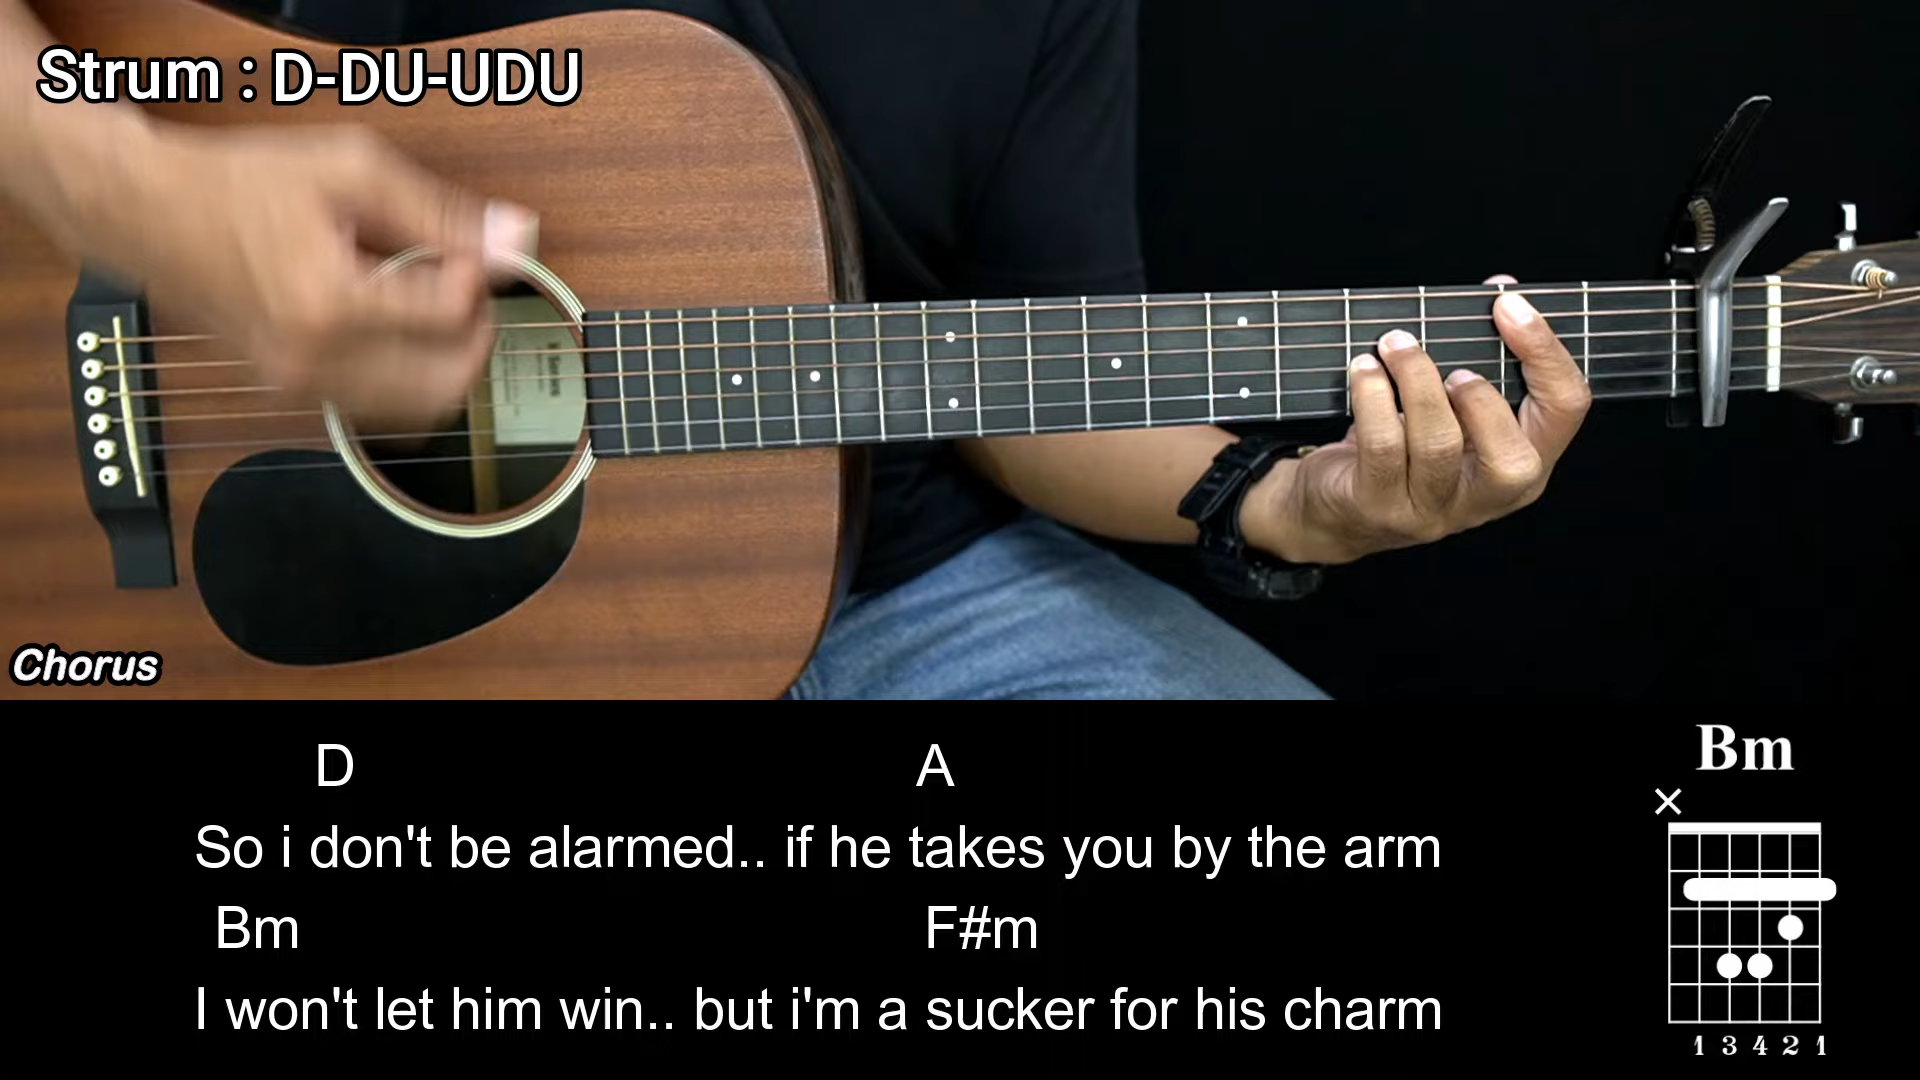 Strum : D-DU-UDU
Chorus
D A
So i don't be alarmed.. if he takes you by the arm
Bm F#m
I won't let him win.. but i'm a sucker for his charm
Bm
×
1 3 4 2 1